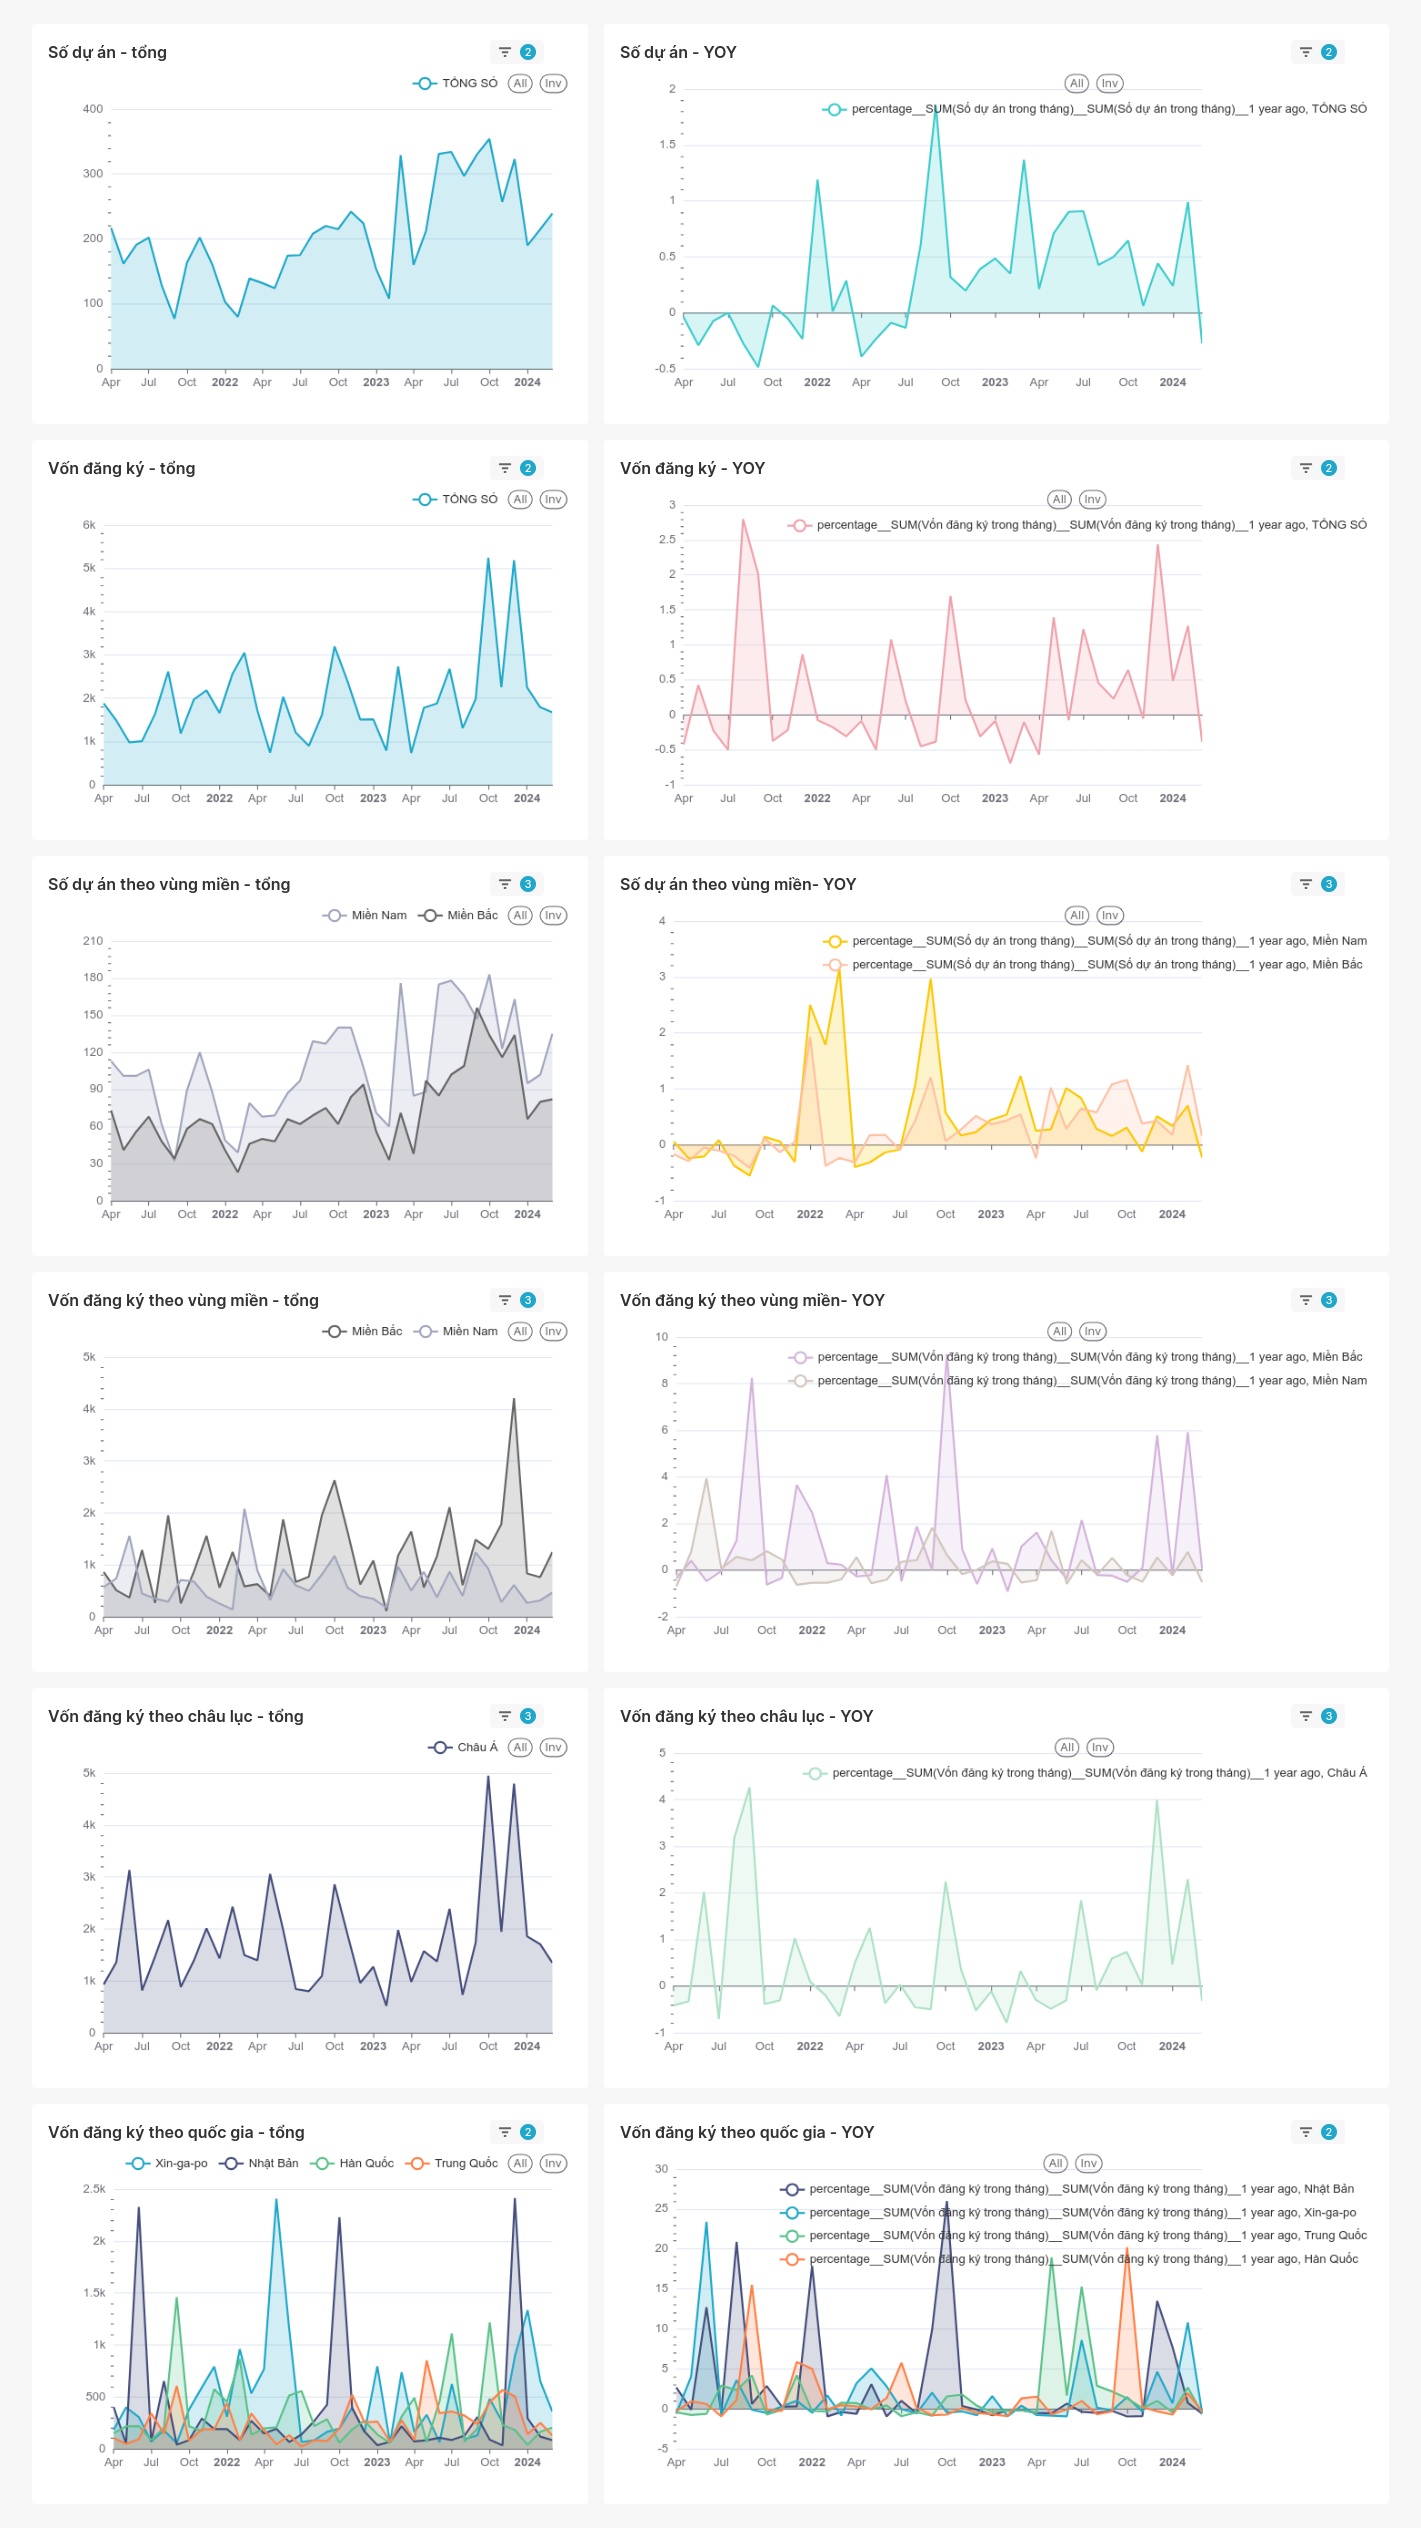 Số dự án - tổng
2
TỔNG SỐ All Inv
400
300
200
100
0
Apr Jul Oct 2022 Apr Jul Oct 2023 Apr Jul Oct 2024
Số dự án - YOY
2
All Inv
percentage__SUM(Số dự án trong tháng)__SUM(Số dự án trong tháng)__1 year ago, TỔNG SỐ
2
1.5
1
0.5
0
-0.5
Apr Jul Oct 2022 Apr Jul Oct 2023 Apr Jul Oct 2024
Vốn đăng ký - tổng
2
TỔNG SỐ All Inv
6k
5k
4k
3k
2k
1k
0
Apr Jul Oct 2022 Apr Jul Oct 2023 Apr Jul Oct 2024
Vốn đăng ký - YOY
2
All Inv
percentage__SUM(Vốn đăng ký trong tháng)__SUM(Vốn đăng ký trong tháng)__1 year ago, TỔNG SỐ
3
2.5
2
1.5
1
0.5
0
-0.5
-1
Apr Jul Oct 2022 Apr Jul Oct 2023 Apr Jul Oct 2024
Số dự án theo vùng miền - tổng
3
Miền Nam Miền Bắc All Inv
210
180
150
120
90
60
30
0
Apr Jul Oct 2022 Apr Jul Oct 2023 Apr Jul Oct 2024
Số dự án theo vùng miền- YOY
3
All Inv
percentage__SUM(Số dự án trong tháng)__SUM(Số dự án trong tháng)__1 year ago, Miền Nam
percentage__SUM(Số dự án trong tháng)__SUM(Số dự án trong tháng)__1 year ago, Miền Bắc
4
3
2
1
0
-1
Apr Jul Oct 2022 Apr Jul Oct 2023 Apr Jul Oct 2024
Vốn đăng ký theo vùng miền - tổng
3
Miền Bắc Miền Nam All Inv
5k
4k
3k
2k
1k
0
Apr Jul Oct 2022 Apr Jul Oct 2023 Apr Jul Oct 2024
Vốn đăng ký theo vùng miền- YOY
3
All Inv
percentage__SUM(Vốn đăng ký trong tháng)__SUM(Vốn đăng ký trong tháng)__1 year ago, Miền Bắc
percentage__SUM(Vốn đăng ký trong tháng)__SUM(Vốn đăng ký trong tháng)__1 year ago, Miền Nam
10
8
6
4
2
0
-2
Apr Jul Oct 2022 Apr Jul Oct 2023 Apr Jul Oct 2024
Vốn đăng ký theo châu lục - tổng
3
Châu Á All Inv
5k
4k
3k
2k
1k
0
Apr Jul Oct 2022 Apr Jul Oct 2023 Apr Jul Oct 2024
Vốn đăng ký theo châu lục - YOY
3
All Inv
percentage__SUM(Vốn đăng ký trong tháng)__SUM(Vốn đăng ký trong tháng)__1 year ago, Châu Á
5
4
3
2
1
0
-1
Apr Jul Oct 2022 Apr Jul Oct 2023 Apr Jul Oct 2024
Vốn đăng ký theo quốc gia - tổng
2
Xin-ga-po Nhật Bản Hàn Quốc Trung Quốc All Inv
2.5k
2k
1.5k
1k
500
0
Apr Jul Oct 2022 Apr Jul Oct 2023 Apr Jul Oct 2024
Vốn đăng ký theo quốc gia - YOY
2
All Inv
percentage__SUM(Vốn đăng ký trong tháng)__SUM(Vốn đăng ký trong tháng)__1 year ago, Nhật Bản
percentage__SUM(Vốn đăng ký trong tháng)__SUM(Vốn đăng ký trong tháng)__1 year ago, Xin-ga-po
percentage__SUM(Vốn đăng ký trong tháng)__SUM(Vốn đăng ký trong tháng)__1 year ago, Trung Quốc
percentage__SUM(Vốn đăng ký trong tháng)__SUM(Vốn đăng ký trong tháng)__1 year ago, Hàn Quốc
30
25
20
15
10
5
0
-5
Apr Jul Oct 2022 Apr Jul Oct 2023 Apr Jul Oct 2024